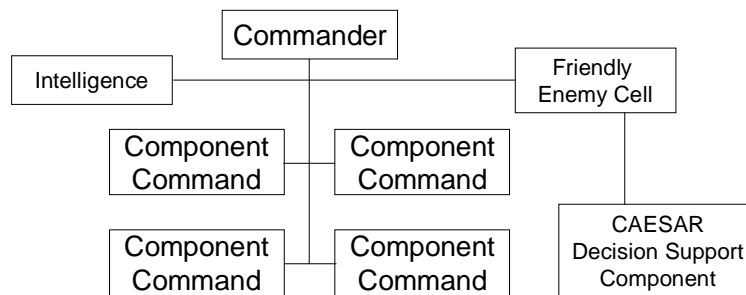 Commander
Intelligence
Friendly
Enemy Cell
Component
Command
Component
Command
Component
Command
Component
Command
CAESAR
Decision Support
Component